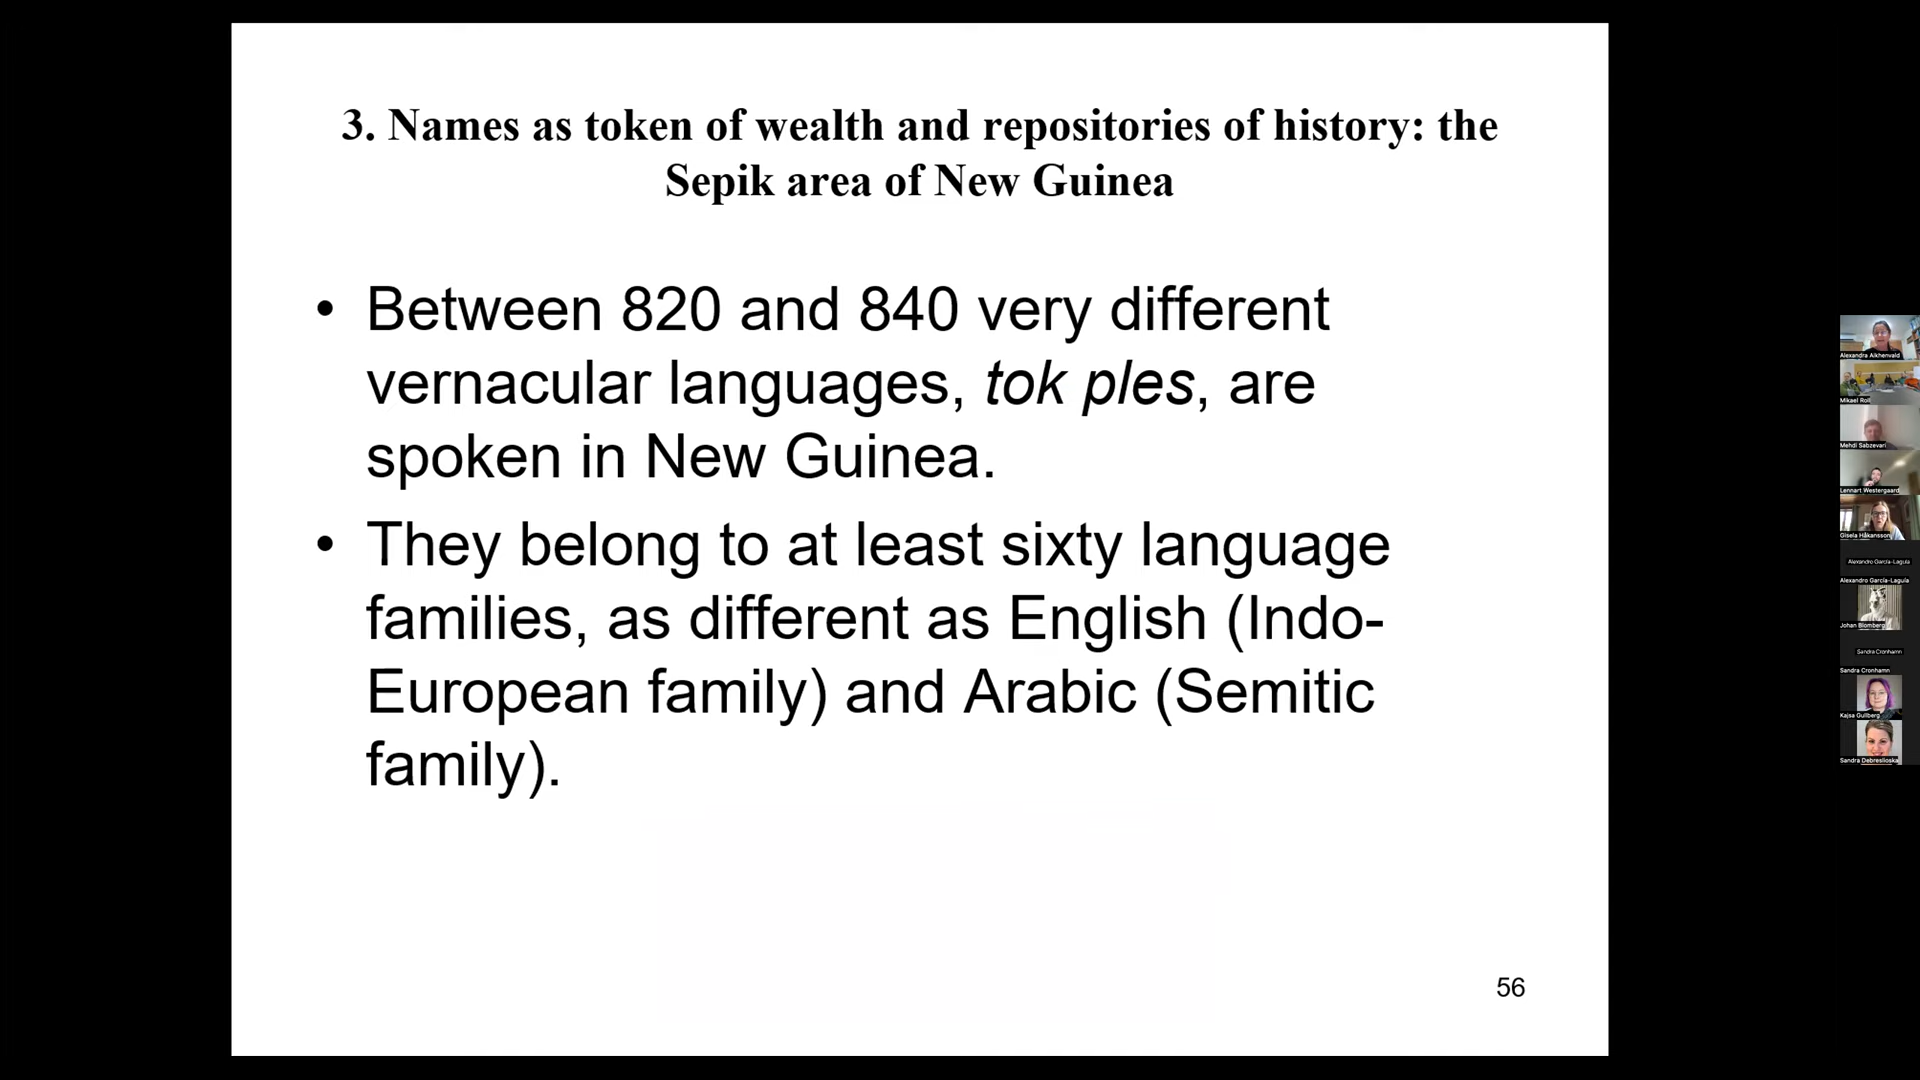 3. Names as token of wealth and repositories of history: the
Sepik area of New Guinea
• Between 820 and 840 very different
vernacular languages, tok ples, are
spoken in New Guinea.
• They belong to at least sixty language
families, as different as English (Indo-
European family) and Arabic (Semitic
family).
56
Alexandra Aikhenvald
Mikael Roll
Mehdi Sabzevari
Lennart Westergaard
Gisela Håkansson
Alexandro García-Laguía
Alexandro García-Laguía
Johan Blomberg
Sandra Cronhamn
Sandra Cronhamn
Kajsa Gullberg
Sandra Debreslioska